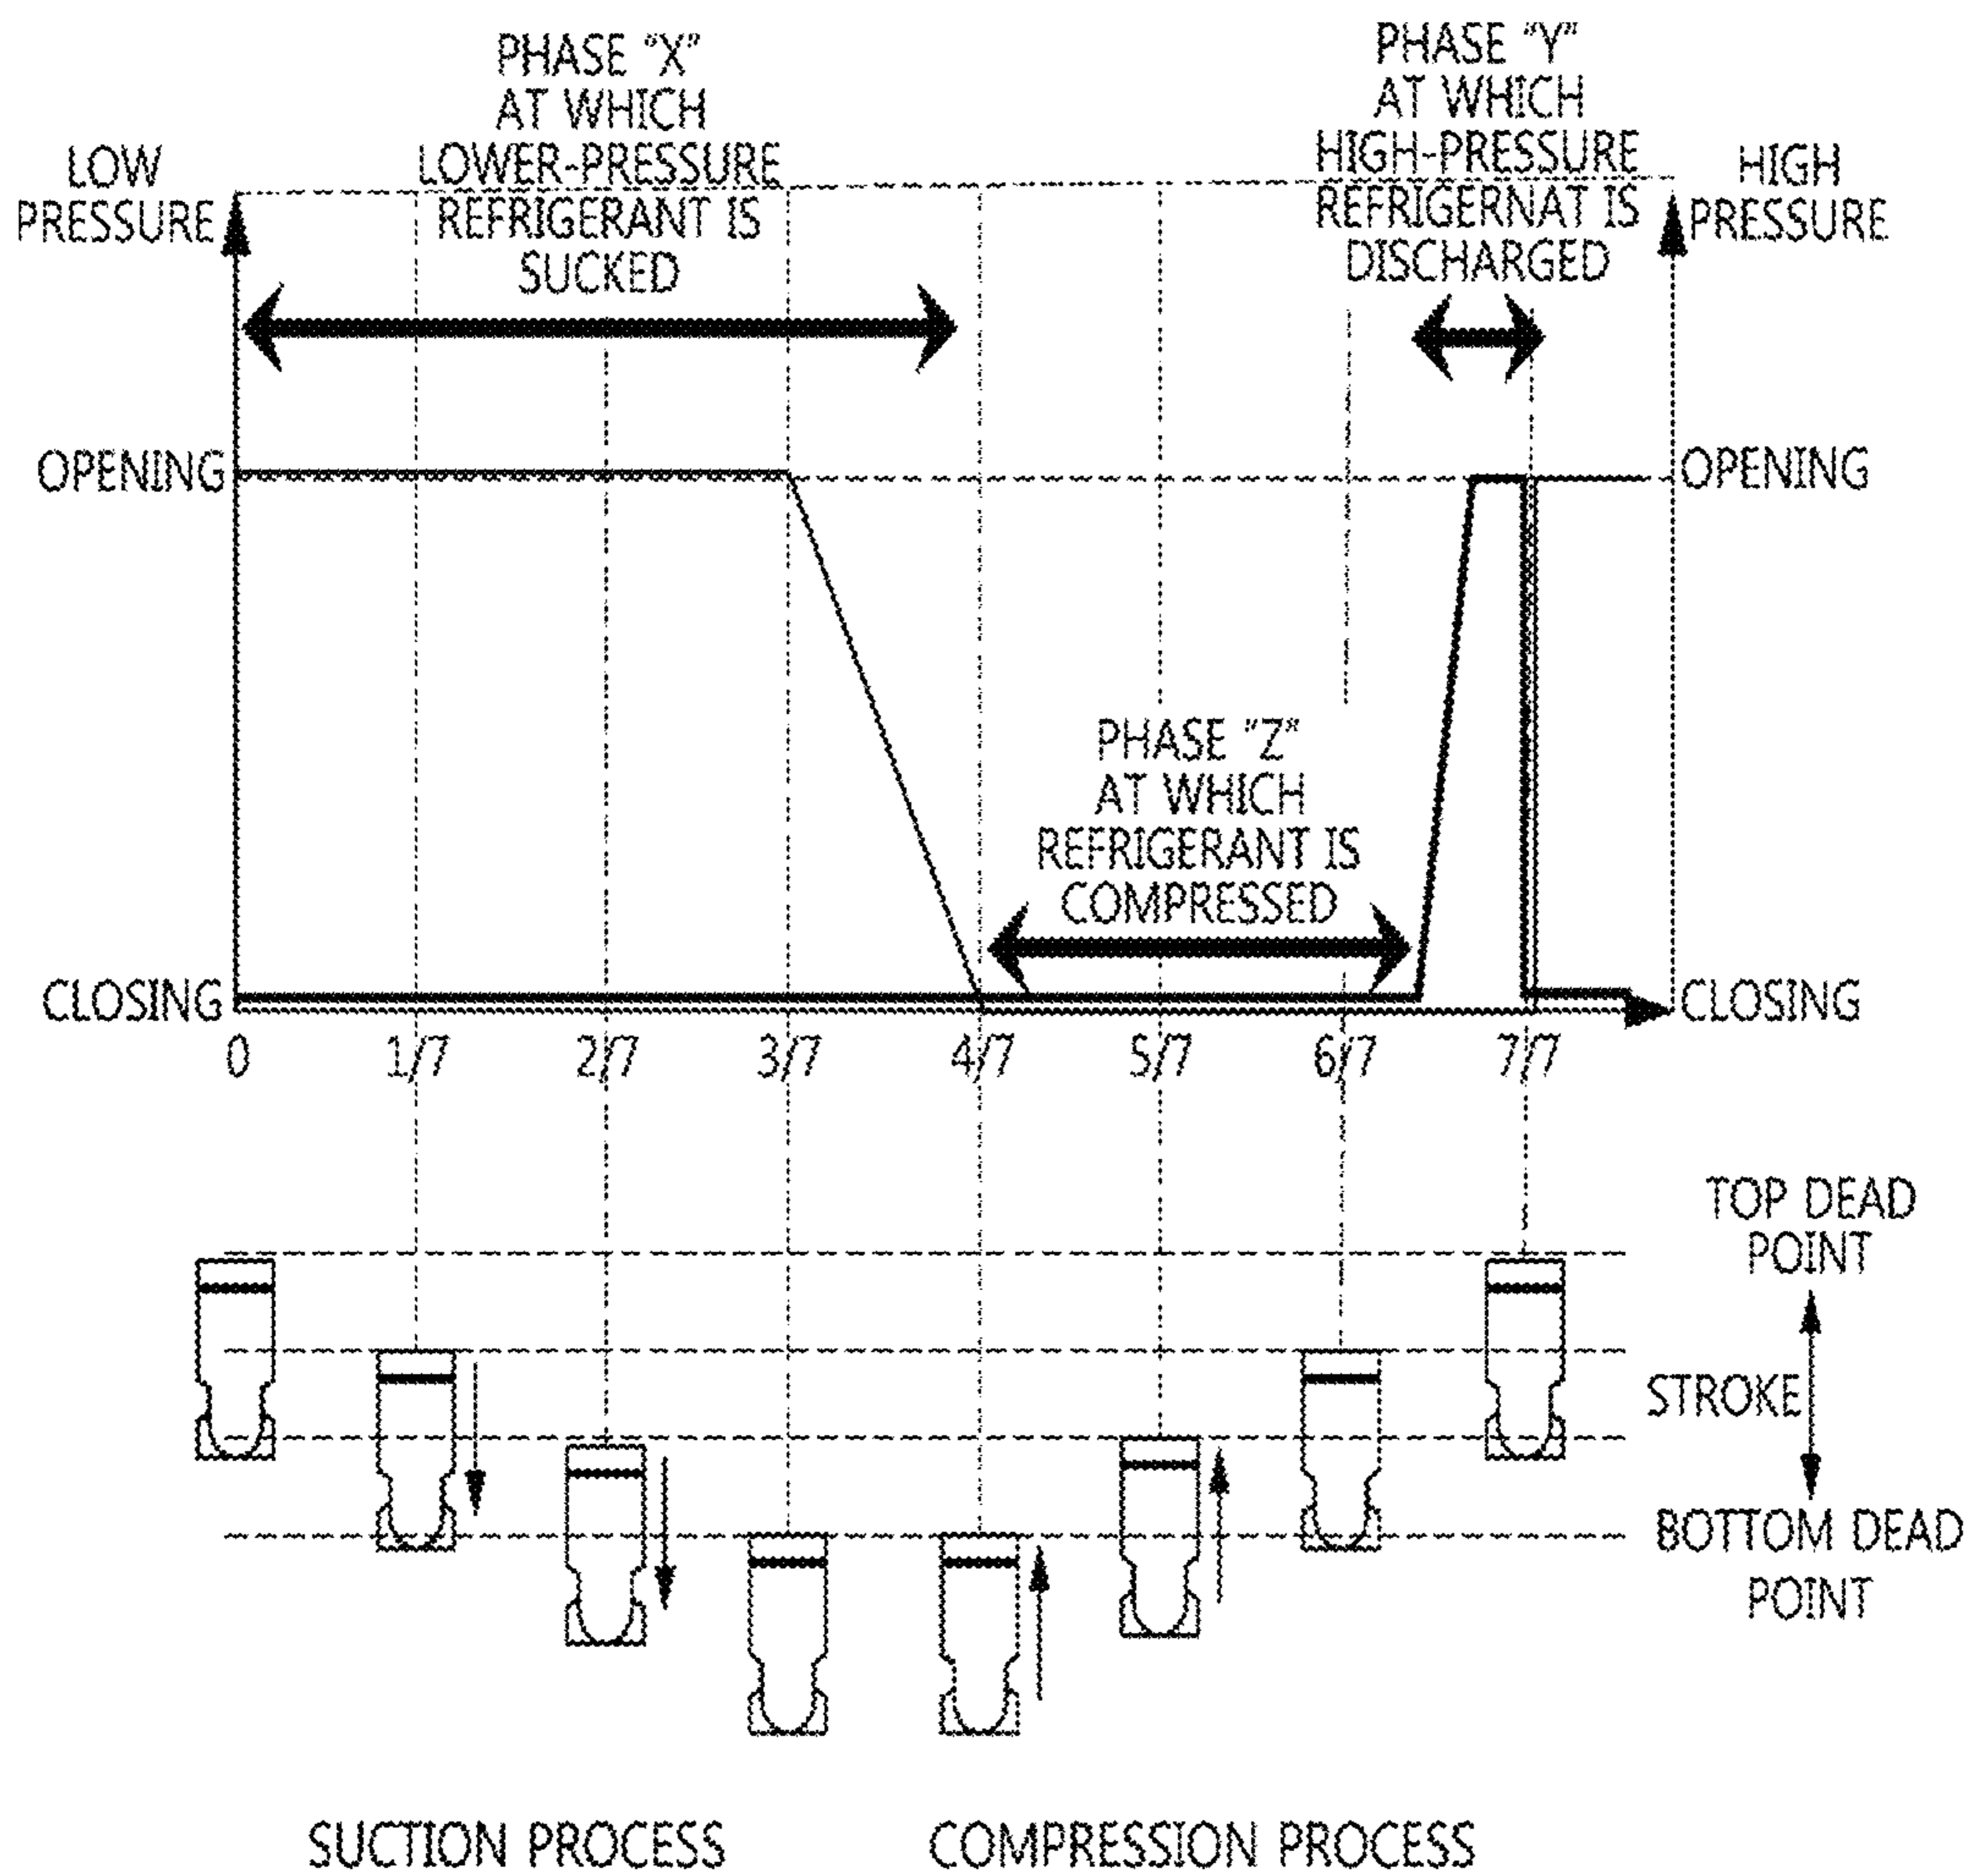 PHASE "X"
AT WHICH
LOWER-PRESSURE
REFRIGERANT IS
SUCKED
PHASE "Y"
AT WHICH
HIGH-PRESSURE
REFRIGERNAT IS
DISCHARGED
LOW
PRESSURE
HIGH
PRESSURE
OPENING
OPENING
PHASE "Z"
AT WHICH
REFRIGERANT IS
COMPRESSED
CLOSING
CLOSING
0 1/7 2/7 3/7 4/7 5/7 6/7 7/7
TOP DEAD
POINT
STROKE
BOTTOM DEAD
POINT
SUCTION PROCESS
COMPRESSION PROCESS